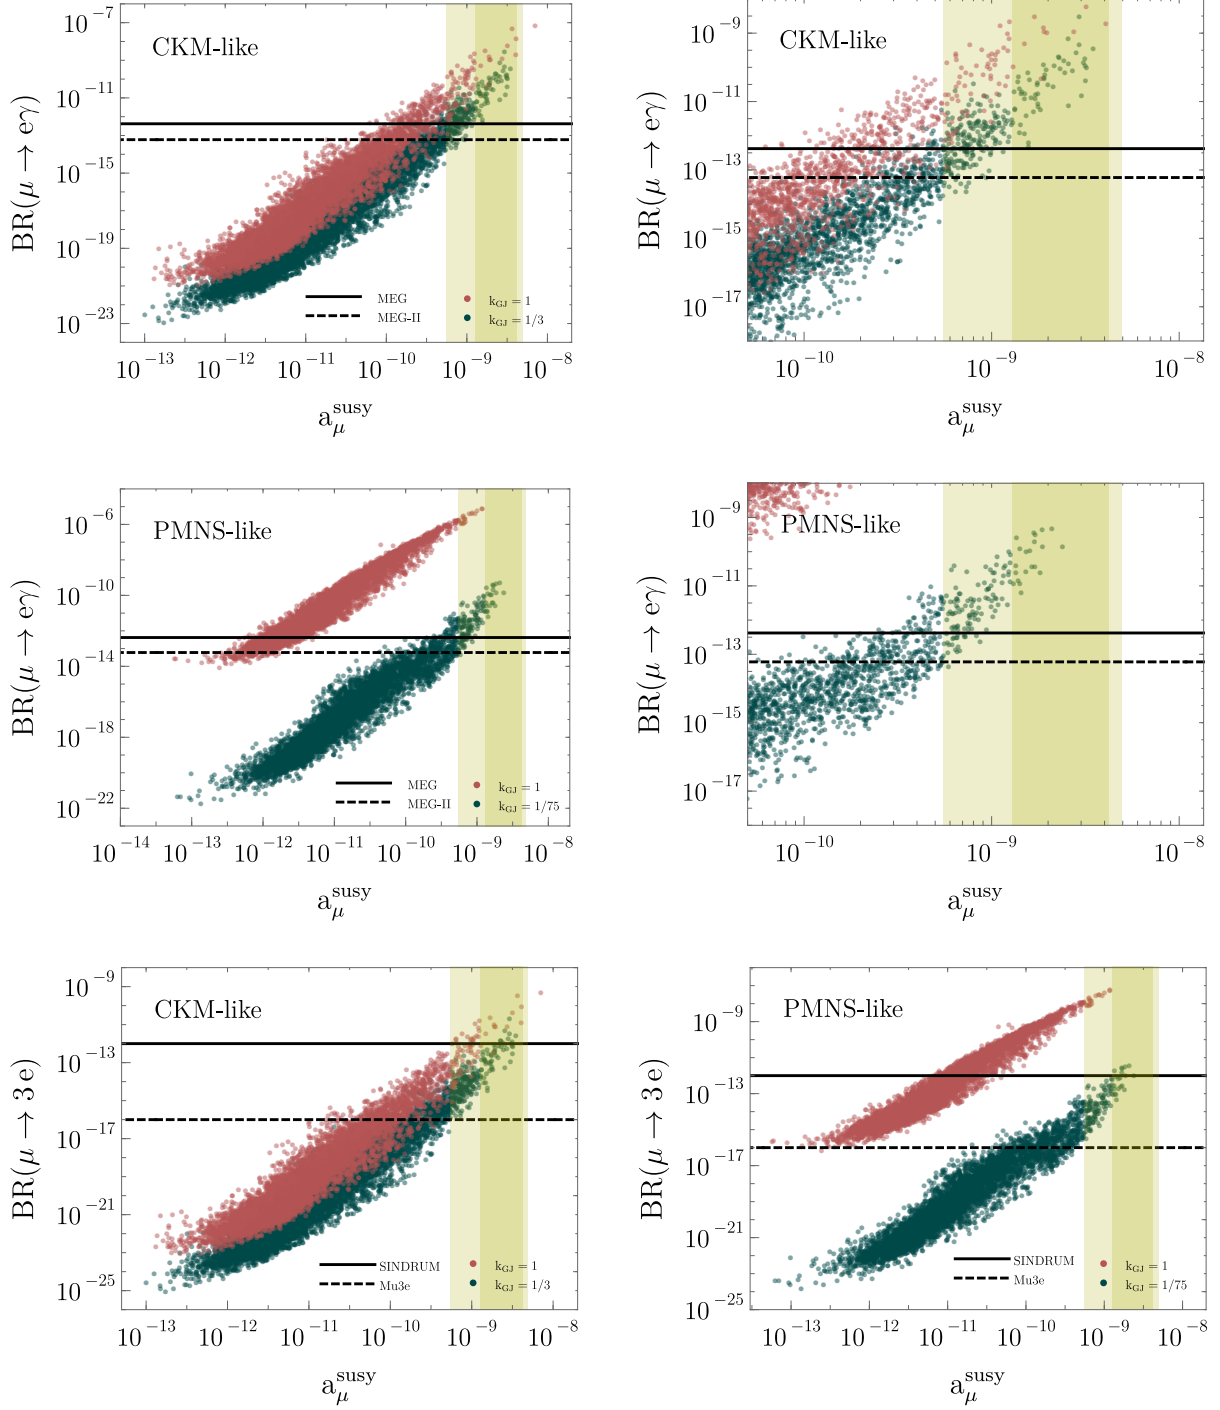 CKM-like
BR(μ → eγ)
10⁻⁷
10⁻¹¹
10⁻¹⁵
10⁻¹⁹
10⁻²³
MEG
MEG-II
k_GJ = 1
k_GJ = 1/3
10⁻¹³ 10⁻¹² 10⁻¹¹ 10⁻¹⁰ 10⁻⁹ 10⁻⁸
a_μ^susy
CKM-like
BR(μ → eγ)
10⁻⁹
10⁻¹¹
10⁻¹³
10⁻¹⁵
10⁻¹⁷
10⁻¹⁰ 10⁻⁹ 10⁻⁸
a_μ^susy
PMNS-like
BR(μ → eγ)
10⁻⁶
10⁻¹⁰
10⁻¹⁴
10⁻¹⁸
10⁻²²
MEG
MEG-II
k_GJ = 1
k_GJ = 1/75
10⁻¹⁴ 10⁻¹³ 10⁻¹² 10⁻¹¹ 10⁻¹⁰ 10⁻⁹ 10⁻⁸
a_μ^susy
PMNS-like
BR(μ → eγ)
10⁻⁹
10⁻¹¹
10⁻¹³
10⁻¹⁵
10⁻¹⁷
10⁻¹⁰ 10⁻⁹ 10⁻⁸
a_μ^susy
CKM-like
BR(μ → 3 e)
10⁻⁹
10⁻¹³
10⁻¹⁷
10⁻²¹
10⁻²⁵
SINDRUM
Mu3e
k_GJ = 1
k_GJ = 1/3
10⁻¹³ 10⁻¹² 10⁻¹¹ 10⁻¹⁰ 10⁻⁹ 10⁻⁸
a_μ^susy
PMNS-like
BR(μ → 3 e)
10⁻⁹
10⁻¹³
10⁻¹⁷
10⁻²¹
10⁻²⁵
SINDRUM
Mu3e
k_GJ = 1
k_GJ = 1/75
10⁻¹³ 10⁻¹² 10⁻¹¹ 10⁻¹⁰ 10⁻⁹ 10⁻⁸
a_μ^susy